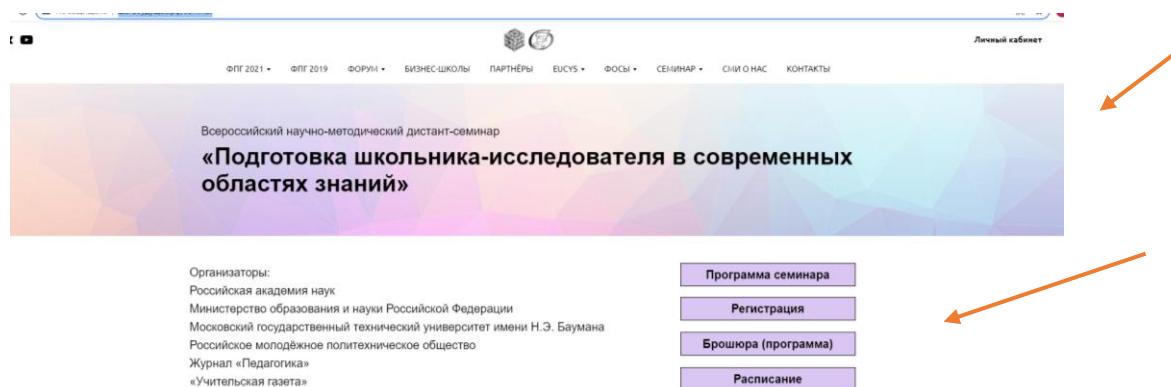 Личный кабинет
ФПГ 2021 ФПГ 2019 ФОРУМ БИЗНЕС-ШКОЛЫ ПАРТНЁРЫ EUCYS ФОСЫ СЕМИНАР СМИ О НАС КОНТАКТЫ
Всероссийский научно-методический дистант-семинар
«Подготовка школьника-исследователя в современных
областях знаний»
Организаторы:
Российская академия наук
Министерство образования и науки Российской Федерации
Московский государственный технический университет имени Н.Э. Баумана
Российское молодёжное политехническое общество
Журнал «Педагогика»
«Учительская газета»
Программа семинара
Регистрация
Брошюра (программа)
Расписание